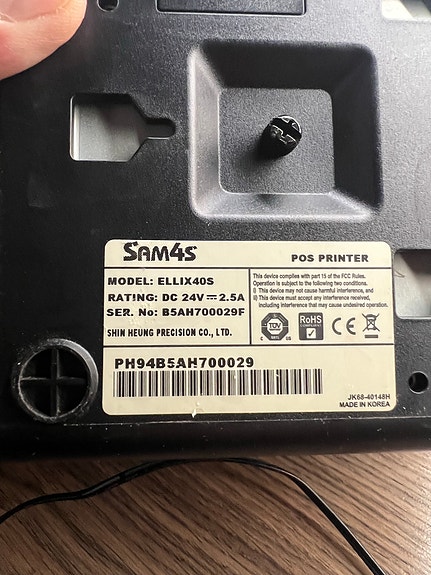 SAM4S
POS PRINTER
MODEL: ELLIX40S
RATING: DC 24V ⎓ 2.5A
SER. No: B5AH700029F
SHIN HEUNG PRECISION CO., LTD.
This device complies with part 15 of the FCC Rules.
Operation is subject to the following two conditions.
I) This device may not cause harmful interference, and
II) This device must accept any interference received,
including interference that may cause undesired operation.
TÜV
C
US
RoHS
CE
PH94B5AH700029
JK68-40148H
MADE IN KOREA